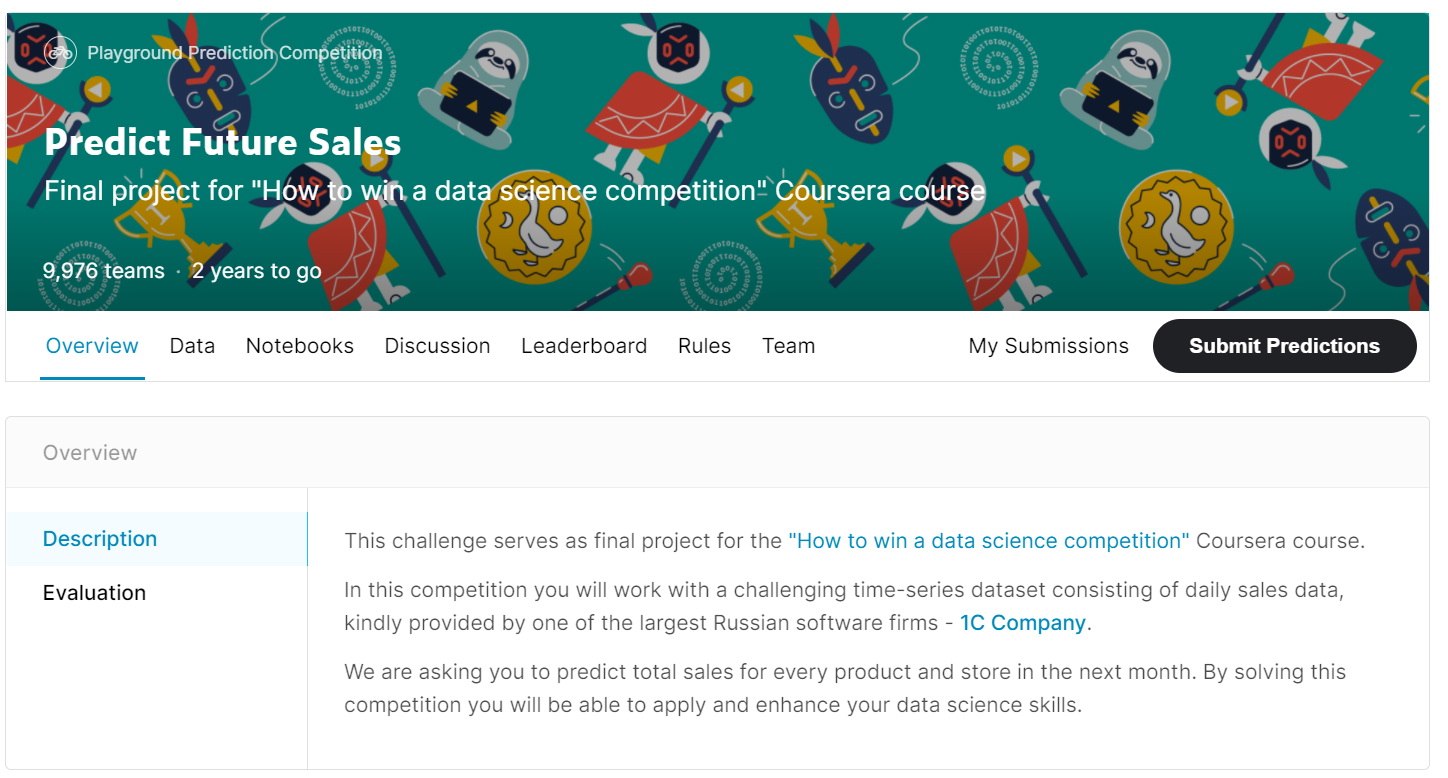 Playground Prediction Competition
Predict Future Sales
Final project for "How to win a data science competition" Coursera course
9,976 teams · 2 years to go
Overview Data Notebooks Discussion Leaderboard Rules Team My Submissions Submit Predictions
Overview
Description
Evaluation
This challenge serves as final project for the "How to win a data science competition" Coursera course.
In this competition you will work with a challenging time-series dataset consisting of daily sales data,
kindly provided by one of the largest Russian software firms - 1C Company.
We are asking you to predict total sales for every product and store in the next month. By solving this
competition you will be able to apply and enhance your data science skills.